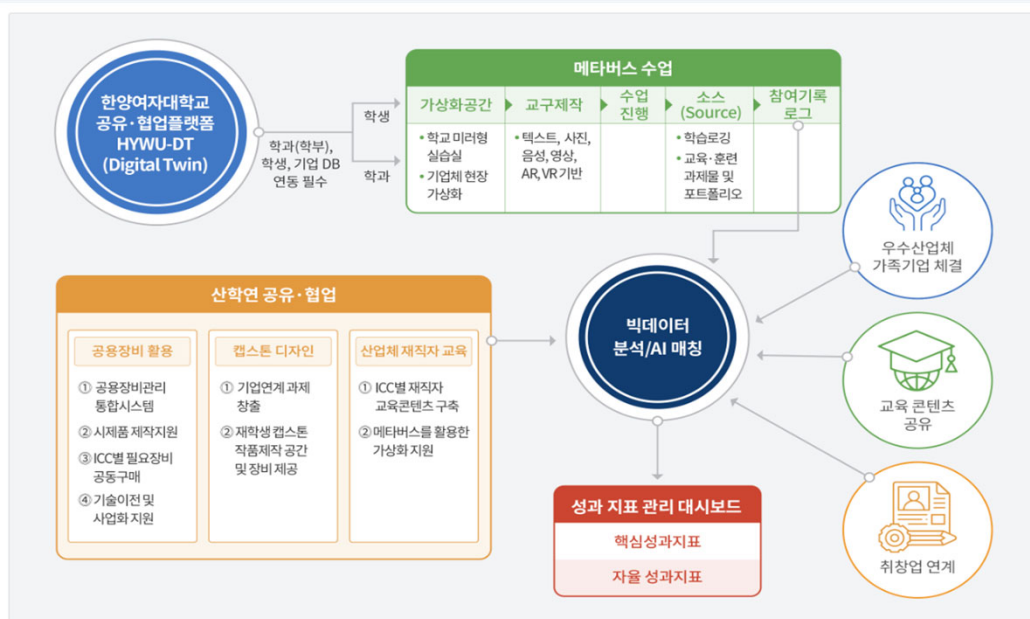 한양여자대학교
공유·협업플랫폼
HYWU-DT
(Digital Twin)
학과(학부),
학생, 기업 DB
연동 필수
학생
학과
메타버스 수업
가상화공간
교구제작
수업
진행
소스
(Source)
참여기록
로그
• 학교 미러형
실습실
• 기업체 현장
가상화
• 텍스트, 사진,
음성, 영상,
AR, VR 기반
• 학습로깅
• 교육·훈련
과제물 및
포트폴리오
우수산업체
가족기업 체결
산학연 공유·협업
공용장비 활용
① 공용장비관리
통합시스템
② 시제품 제작지원
③ ICC별 필요장비
공동구매
④ 기술이전 및
사업화 지원
캡스톤 디자인
① 기업연계 과제
창출
② 재학생 캡스톤
작품제작 공간
및 장비 제공
산업체 재직자 교육
① ICC별 재직자
교육콘텐츠 구축
② 메타버스를 활용한
가상화 지원
빅데이터
분석/AI 매칭
교육 콘텐츠
공유
성과 지표 관리 대시보드
핵심성과지표
자율 성과지표
취창업 연계